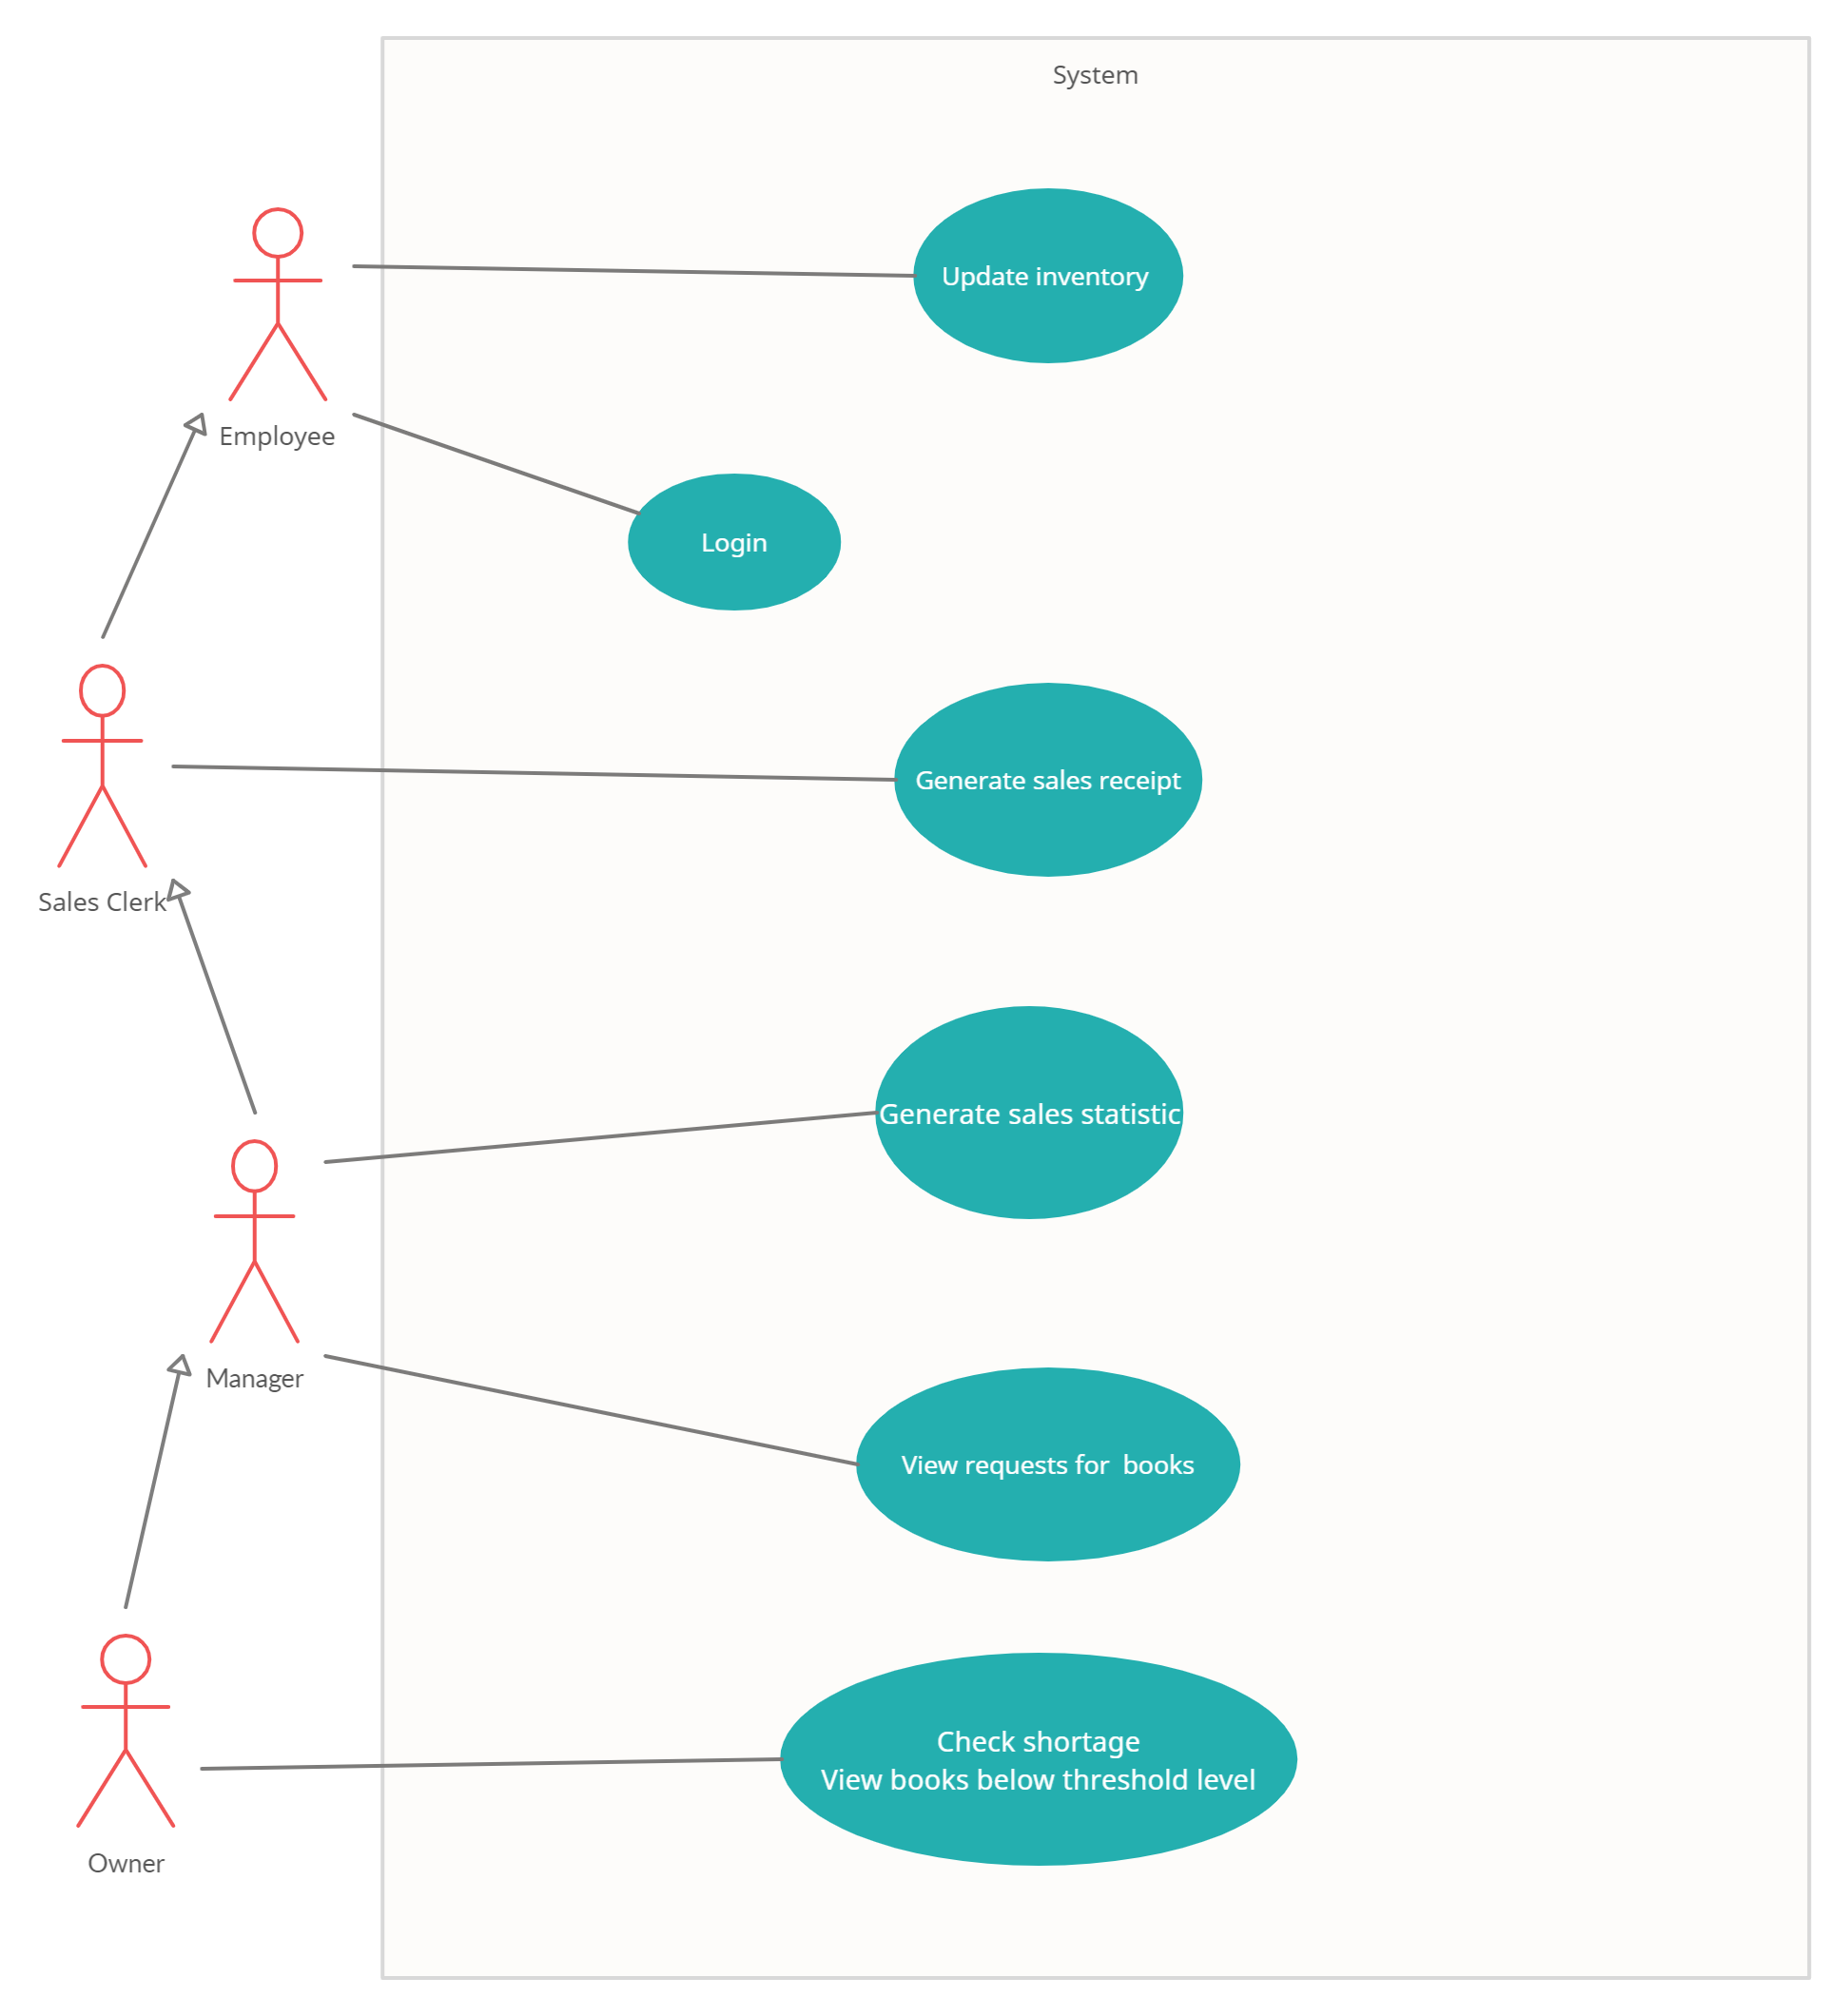 System
Update inventory
Employee
Login
Generate sales receipt
Sales Clerk
Generate sales statistic
Manager
View requests for  books
Check shortage
View books below threshold level
Owner